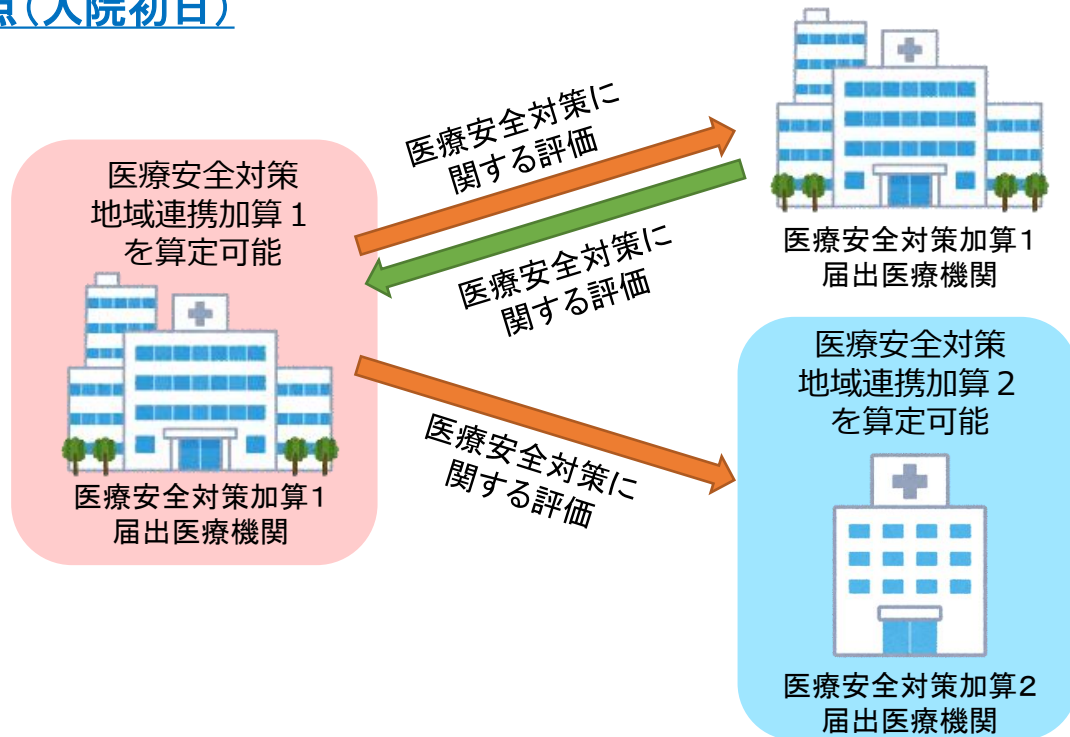 点(入院初日)
医療安全対策に
関する評価
医療安全対策
地域連携加算1
を算定可能
医療安全対策に
関する評価
医療安全対策加算1
届出医療機関
医療安全対策加算1
届出医療機関
医療安全対策に
関する評価
医療安全対策
地域連携加算2
を算定可能
医療安全対策加算2
届出医療機関